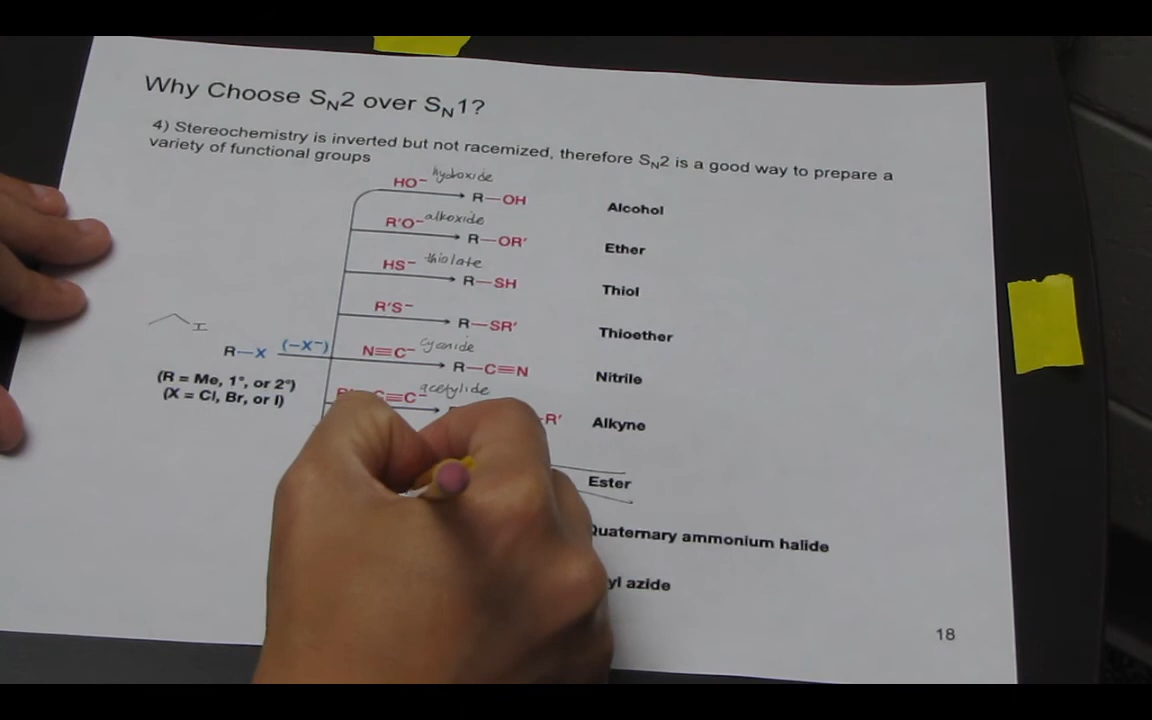 Why Choose SN2 over SN1?
4) Stereochemistry is inverted but not racemized, therefore SN2 is a good way to prepare a
variety of functional groups
HO⁻ hydroxide R—OH Alcohol
R'O⁻ alkoxide R—OR' Ether
HS⁻ thiolate R—SH Thiol
R'S⁻ R—SR' Thioether
I
R—X (—X⁻) N≡C⁻ cyanide R—C≡N Nitrile
(R = Me, 1°, or 2°)
(X = Cl, Br, or I)
C≡C⁻ acetylide —R' Alkyne
Ester
Quaternary ammonium halide
yl azide
18